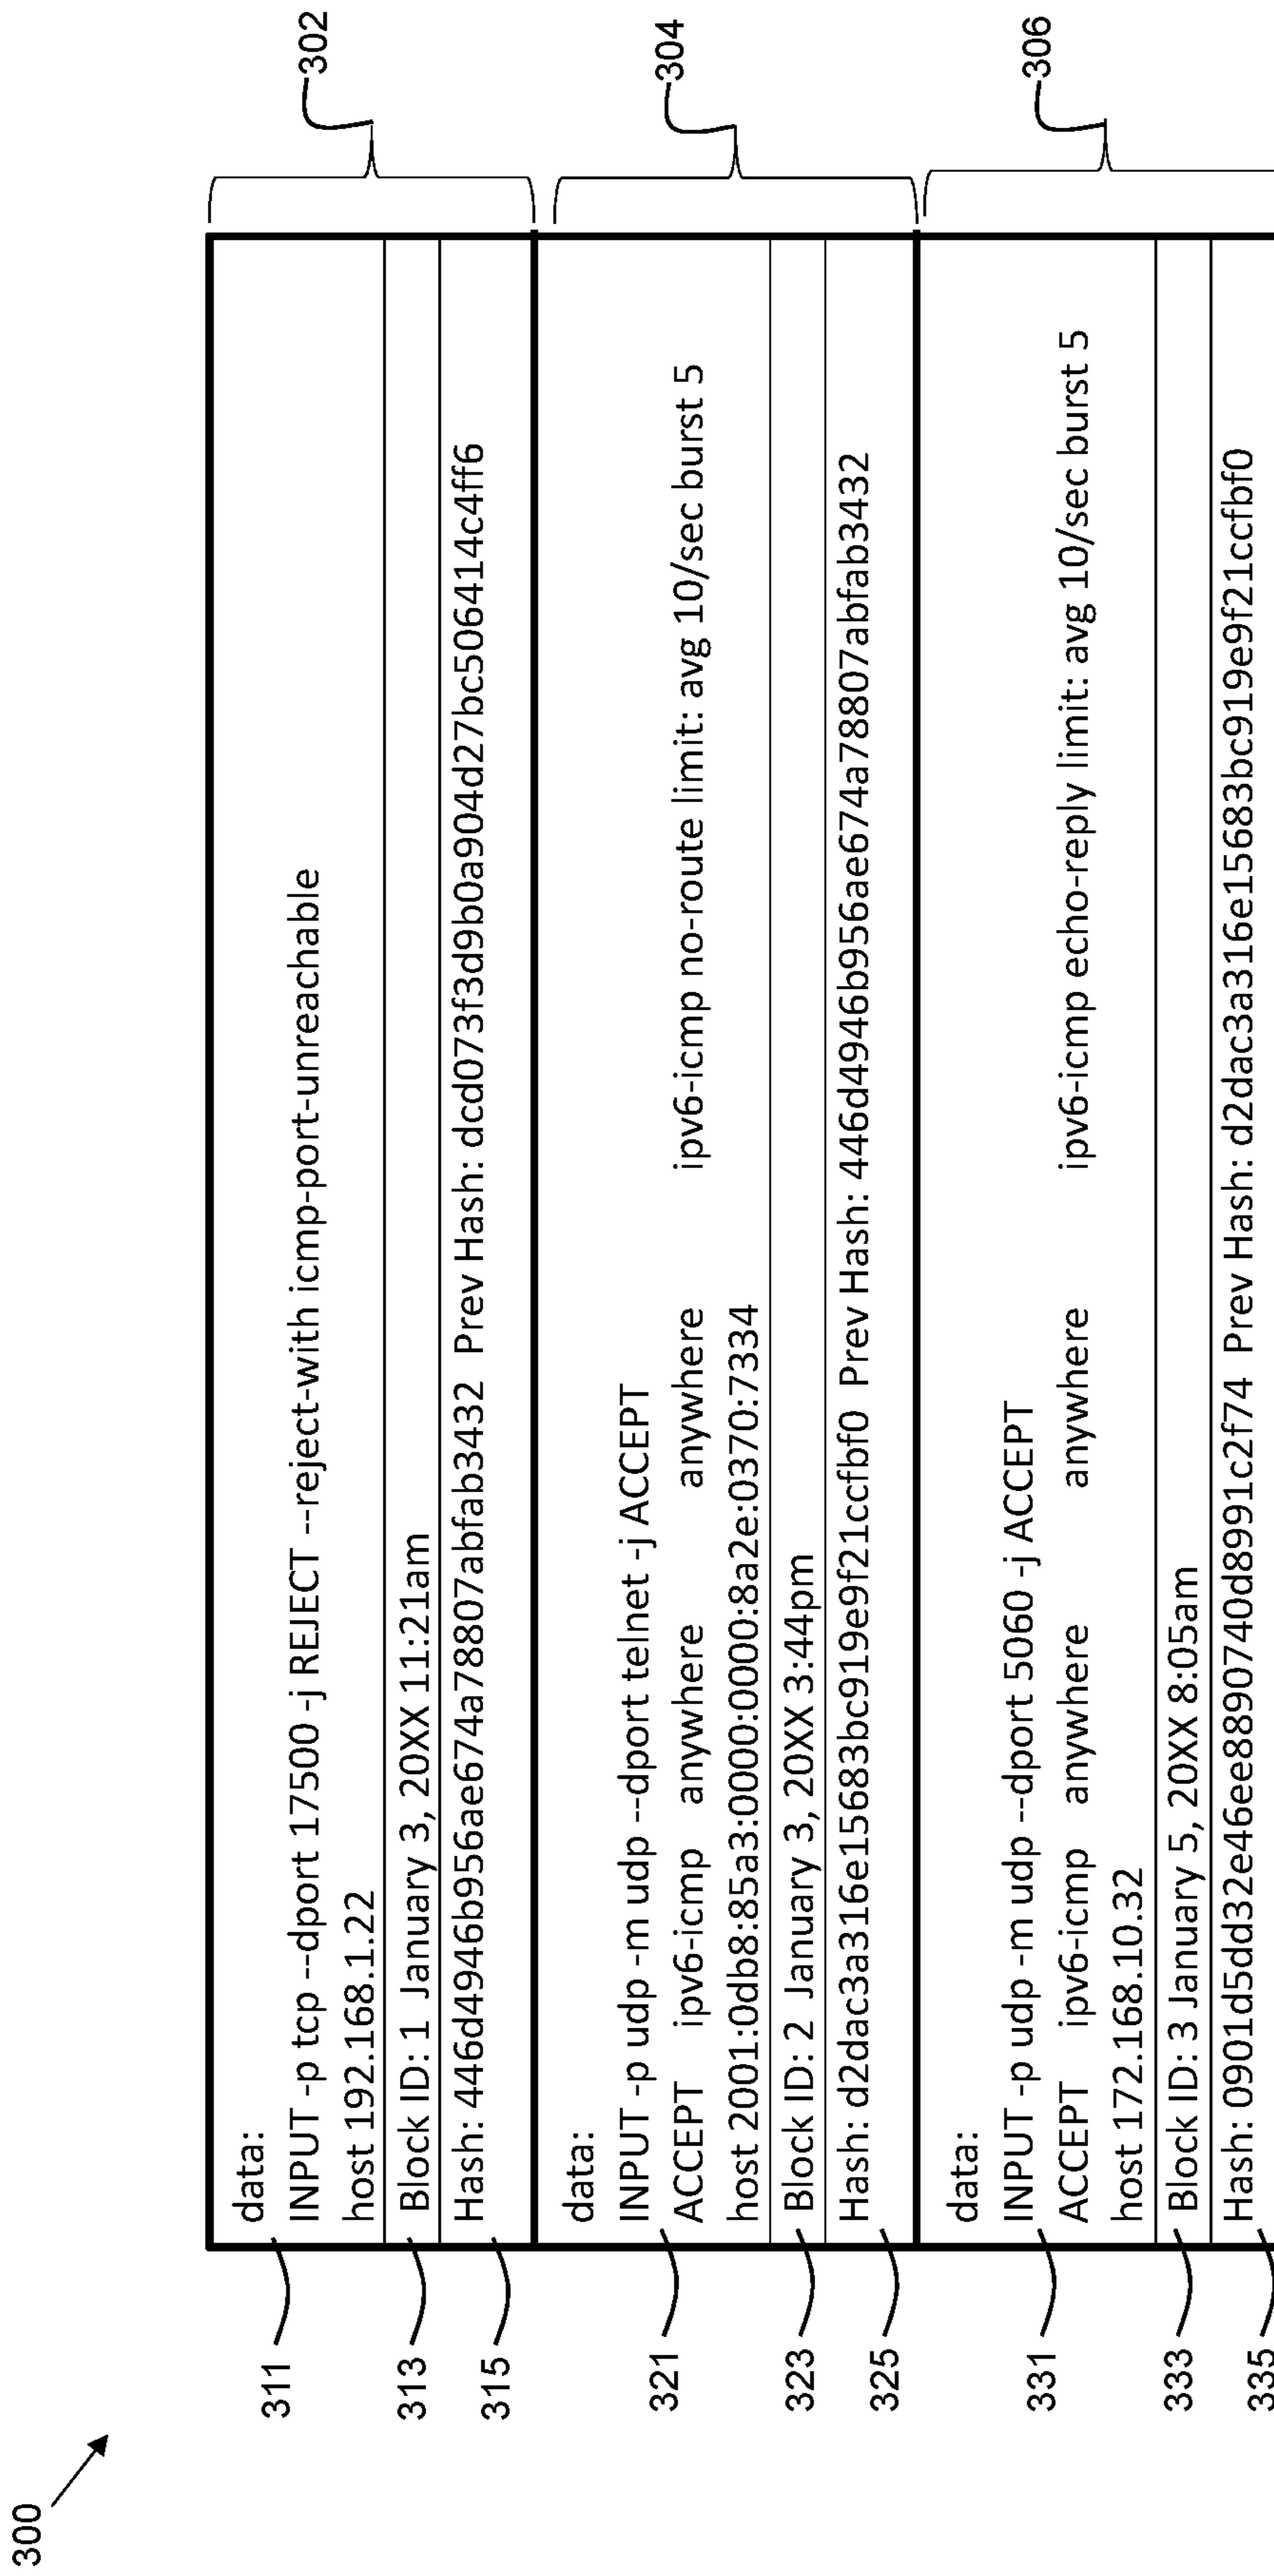 300
302
311
data:
INPUT -p tcp --dport 17500 -j REJECT --reject-with icmp-port-unreachable
host 192.168.1.22
313
Block ID: 1 January 3, 20XX 11:21am
315
Hash: 446d4946b956ae674a78807abfab3432 Prev Hash: dcd073f3d9b0a904d27bc506414c4ff6
304
321
data:
INPUT -p udp -m udp --dport telnet -j ACCEPT
ACCEPT ipv6-icmp anywhere anywhere ipv6-icmp no-route limit: avg 10/sec burst 5
host 2001:0db8:85a3:0000:0000:8a2e:0370:7334
323
Block ID: 2 January 3, 20XX 3:44pm
325
Hash: d2dac3a316e15683bc919e9f21ccfbf0 Prev Hash: 446d4946b956ae674a78807abfab3432
306
331
data:
INPUT -p udp -m udp --dport 5060 -j ACCEPT
ACCEPT ipv6-icmp anywhere anywhere ipv6-icmp echo-reply limit: avg 10/sec burst 5
host 172.168.10.32
333
Block ID: 3 January 5, 20XX 8:05am
335
Hash: 0901d5dd32e46ee8890740d8991c2f74 Prev Hash: d2dac3a316e15683bc919e9f21ccfbf0